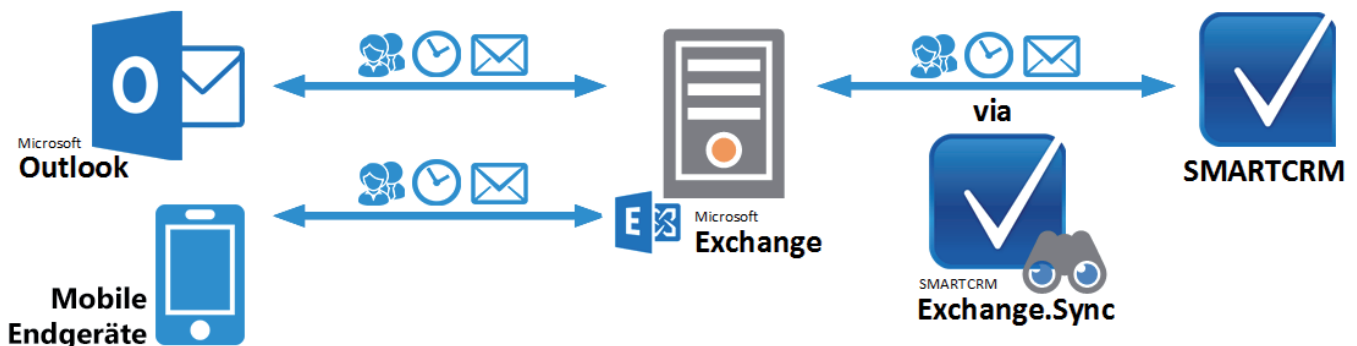 Microsoft
Outlook
Mobile
Endgeräte
E
Microsoft
Exchange
via
SMARTCRM
Exchange.Sync
SMARTCRM